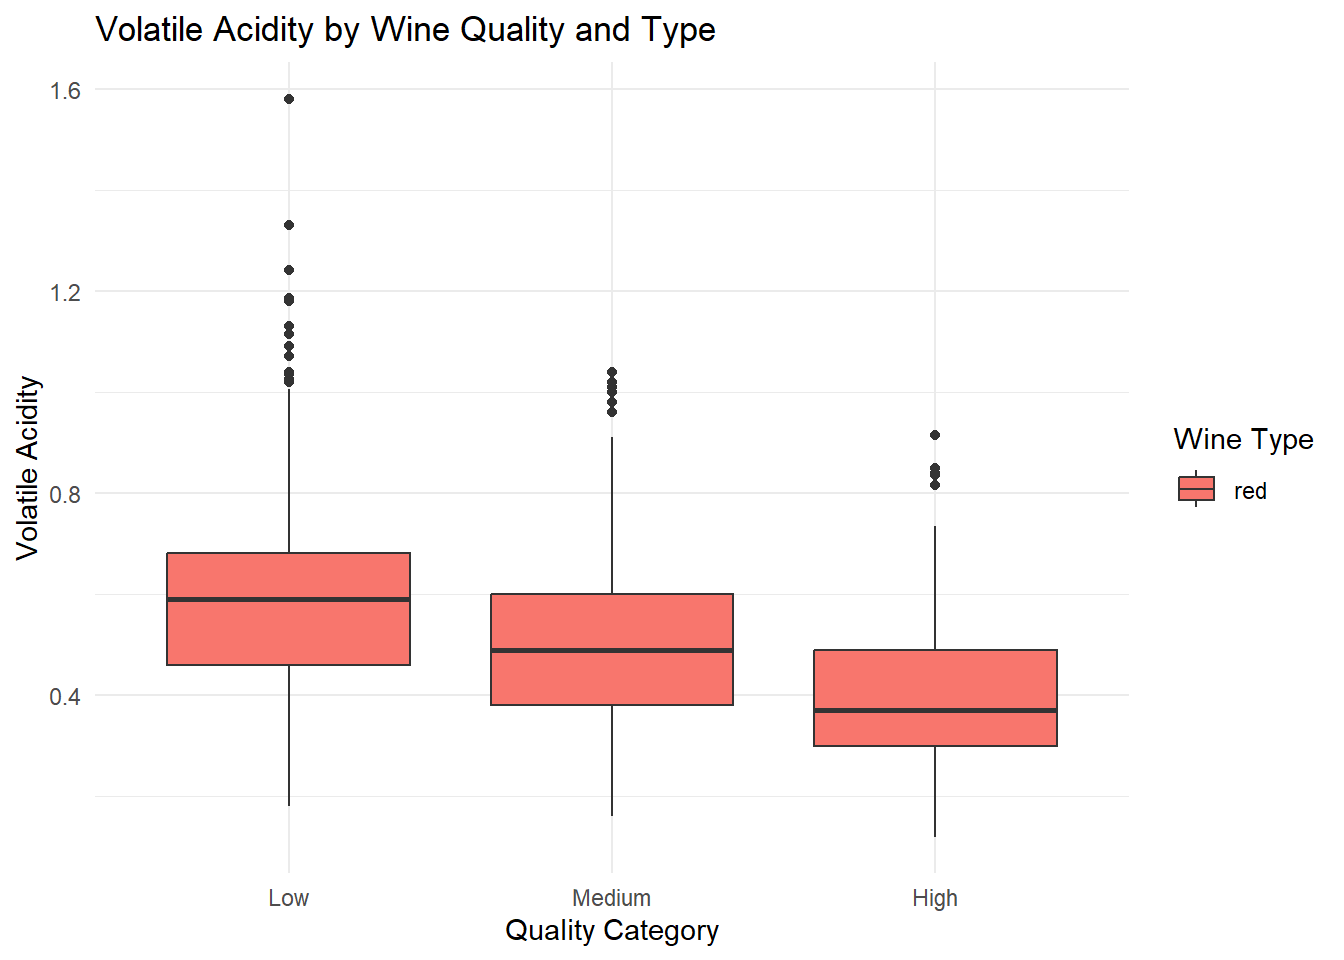 Volatile Acidity by Wine Quality and Type
1.6
1.2
0.8
0.4
Volatile Acidity
Low
Medium
High
Quality Category
Wine Type
red